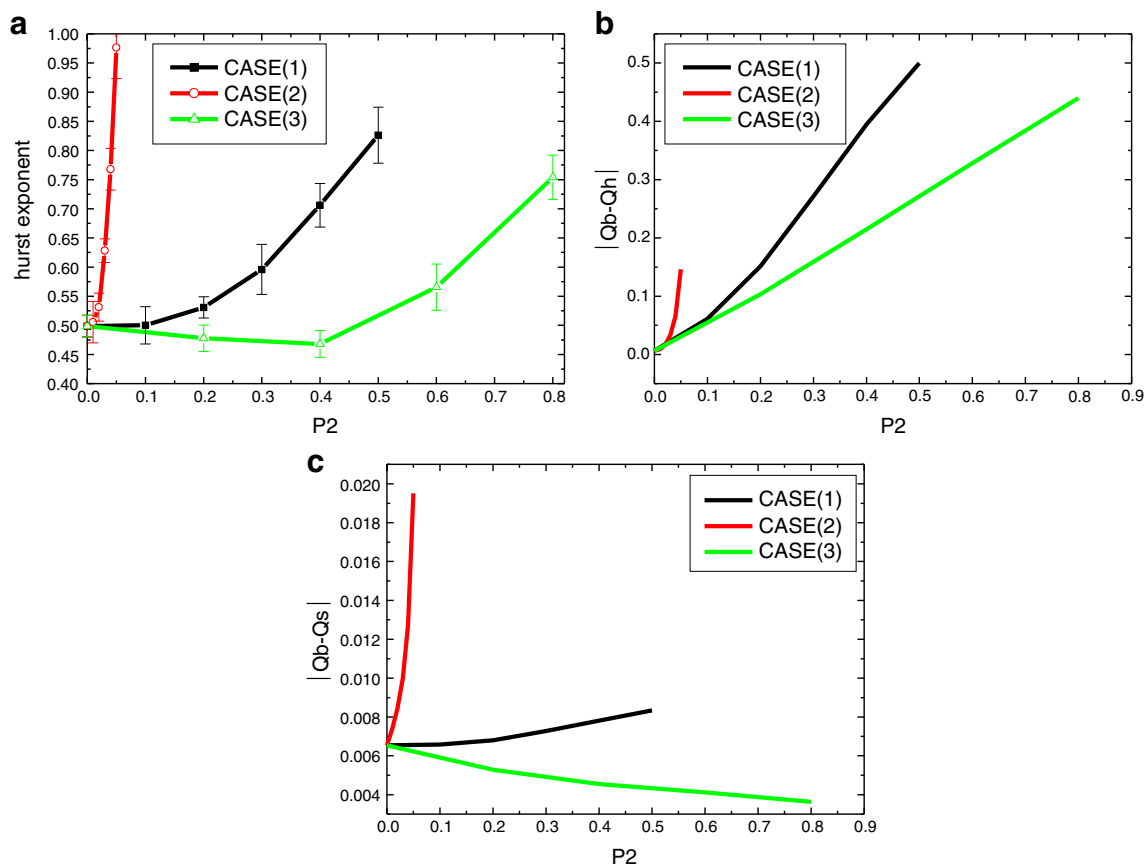 a
1.00
0.95
0.90
0.85
0.80
0.75
0.70
0.65
0.60
0.55
0.50
0.45
0.40
hurst exponent
CASE(1)
CASE(2)
CASE(3)
0.0 0.1 0.2 0.3 0.4 0.5 0.6 0.7 0.8
P2
b
0.5
0.4
0.3
0.2
0.1
0.0
|Qb-Qh|
CASE(1)
CASE(2)
CASE(3)
0.0 0.1 0.2 0.3 0.4 0.5 0.6 0.7 0.8 0.9
P2
c
0.020
0.018
0.016
0.014
0.012
0.010
0.008
0.006
0.004
|Qb-Qs|
CASE(1)
CASE(2)
CASE(3)
0.0 0.1 0.2 0.3 0.4 0.5 0.6 0.7 0.8 0.9
P2